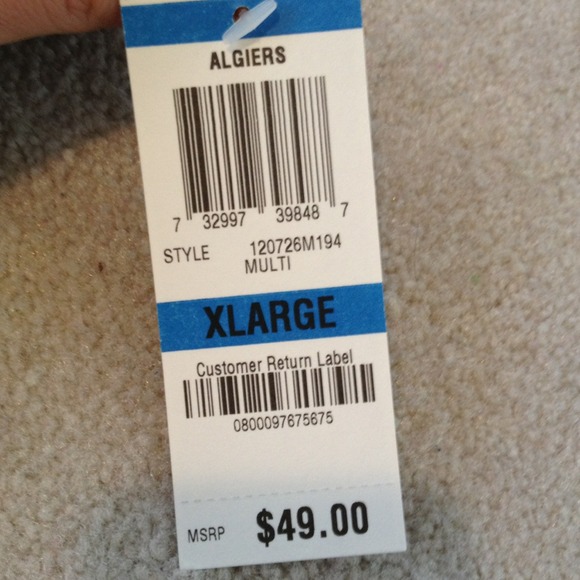 ALGIERS
7 32997 39848 7
STYLE 120726M194
MULTI
XLARGE
Customer Return Label
0800097675675
MSRP $49.00